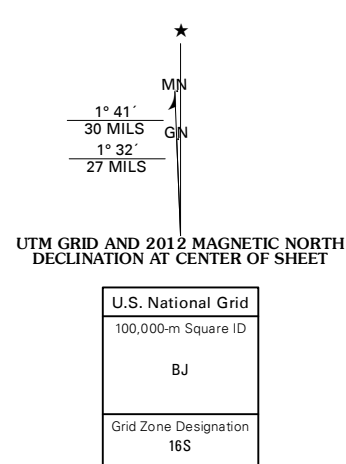 ★
MN
1° 41´
30 MILS
GN
1° 32´
27 MILS
UTM GRID AND 2012 MAGNETIC NORTH
DECLINATION AT CENTER OF SHEET
U.S. National Grid
100,000-m Square ID
BJ
Grid Zone Designation
16S